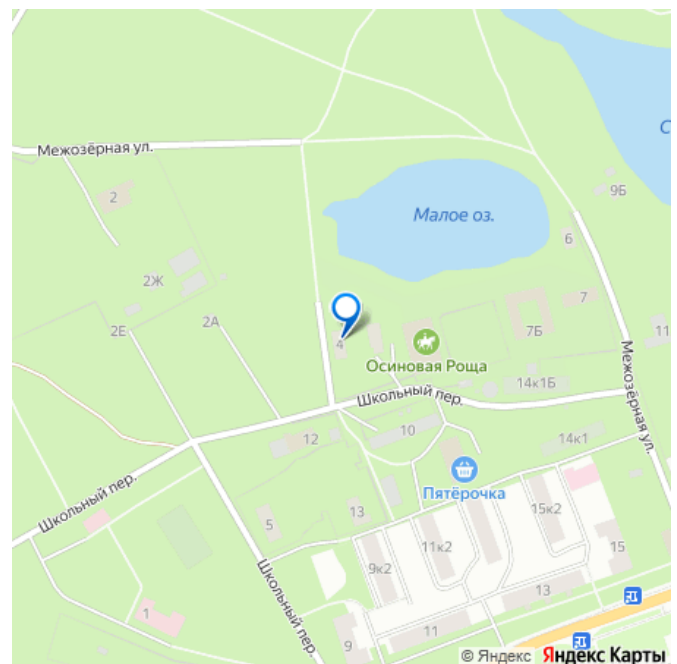 Межозёрная ул.
С
9Б
2
Малое оз.
6
2Ж
7
2Е
2А
4
7Б
11
Осиновая Роща
Межозёрная ул.
14к1Б
Школьный пер.
12
10
14к1
Школьный пер.
Пятёрочка
5
13
15к2
11к2
15
9к2
13
1
Школьный пер.
11
9
© Яндекс Яндекс Карты